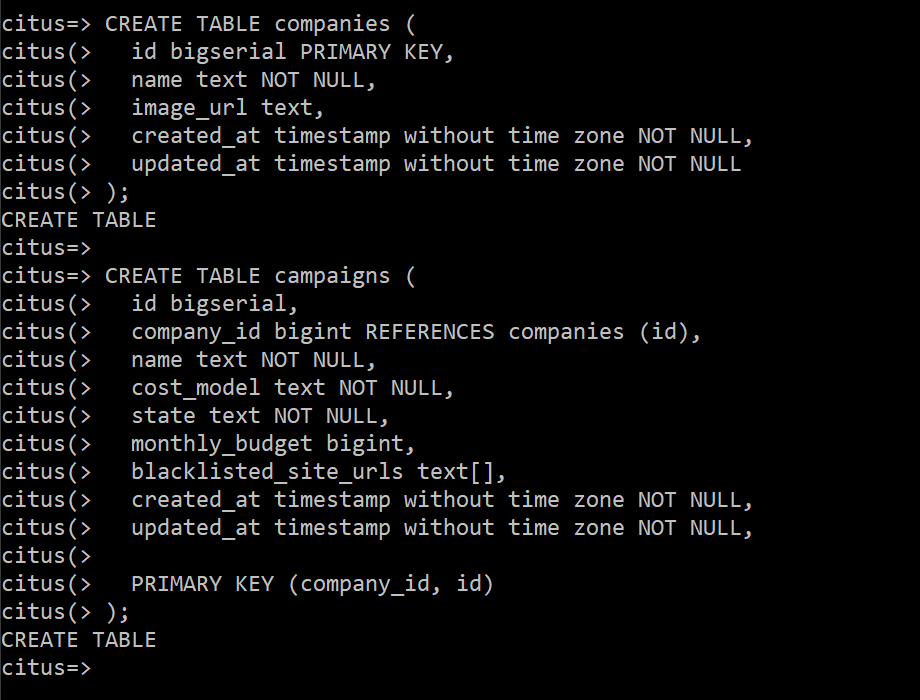 citus=> CREATE TABLE companies (
citus(>   id bigserial PRIMARY KEY,
citus(>   name text NOT NULL,
citus(>   image_url text,
citus(>   created_at timestamp without time zone NOT NULL,
citus(>   updated_at timestamp without time zone NOT NULL
citus(> );
CREATE TABLE
citus=>
citus=> CREATE TABLE campaigns (
citus(>   id bigserial,
citus(>   company_id bigint REFERENCES companies (id),
citus(>   name text NOT NULL,
citus(>   cost_model text NOT NULL,
citus(>   state text NOT NULL,
citus(>   monthly_budget bigint,
citus(>   blacklisted_site_urls text[],
citus(>   created_at timestamp without time zone NOT NULL,
citus(>   updated_at timestamp without time zone NOT NULL,
citus(>
citus(>   PRIMARY KEY (company_id, id)
citus(> );
CREATE TABLE
citus=>